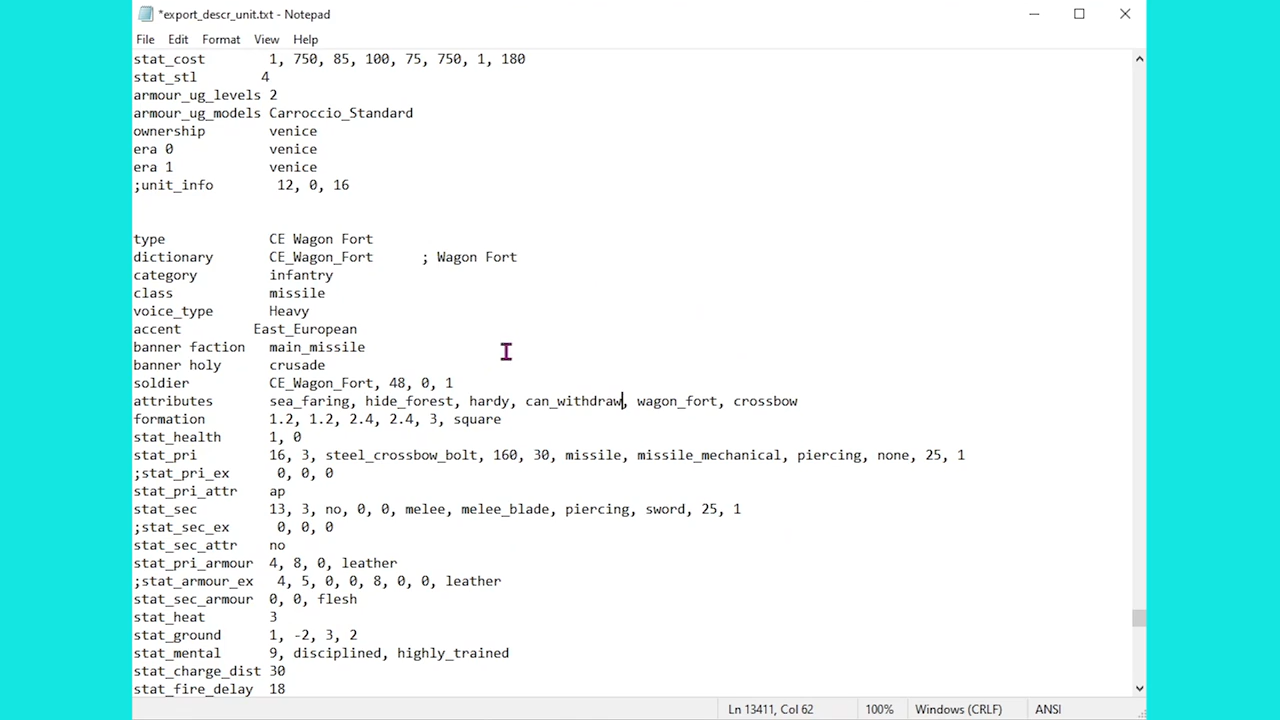 *export_descr_unit.txt - Notepad
File Edit Format View Help
stat_cost 1, 750, 85, 100, 75, 750, 1, 180
stat_stl 4
armour_ug_levels 2
armour_ug_models Carroccio_Standard
ownership venice
era 0 venice
era 1 venice
;unit_info 12, 0, 16
type CE Wagon Fort
dictionary CE_Wagon_Fort ; Wagon Fort
category infantry
class missile
voice_type Heavy
accent East_European
banner faction main_missile
banner holy crusade
soldier CE_Wagon_Fort, 48, 0, 1
attributes sea_faring, hide_forest, hardy, can_withdraw, wagon_fort, crossbow
formation 1.2, 1.2, 2.4, 2.4, 3, square
stat_health 1, 0
stat_pri 16, 3, steel_crossbow_bolt, 160, 30, missile, missile_mechanical, piercing, none, 25, 1
;stat_pri_ex 0, 0, 0
stat_pri_attr ap
stat_sec 13, 3, no, 0, 0, melee, melee_blade, piercing, sword, 25, 1
;stat_sec_ex 0, 0, 0
stat_sec_attr no
stat_pri_armour 4, 8, 0, leather
;stat_armour_ex 4, 5, 0, 0, 8, 0, 0, leather
stat_sec_armour 0, 0, flesh
stat_heat 3
stat_ground 1, -2, 3, 2
stat_mental 9, disciplined, highly_trained
stat_charge_dist 30
stat_fire_delay 18
Ln 13411, Col 62 100% Windows (CRLF) ANSI